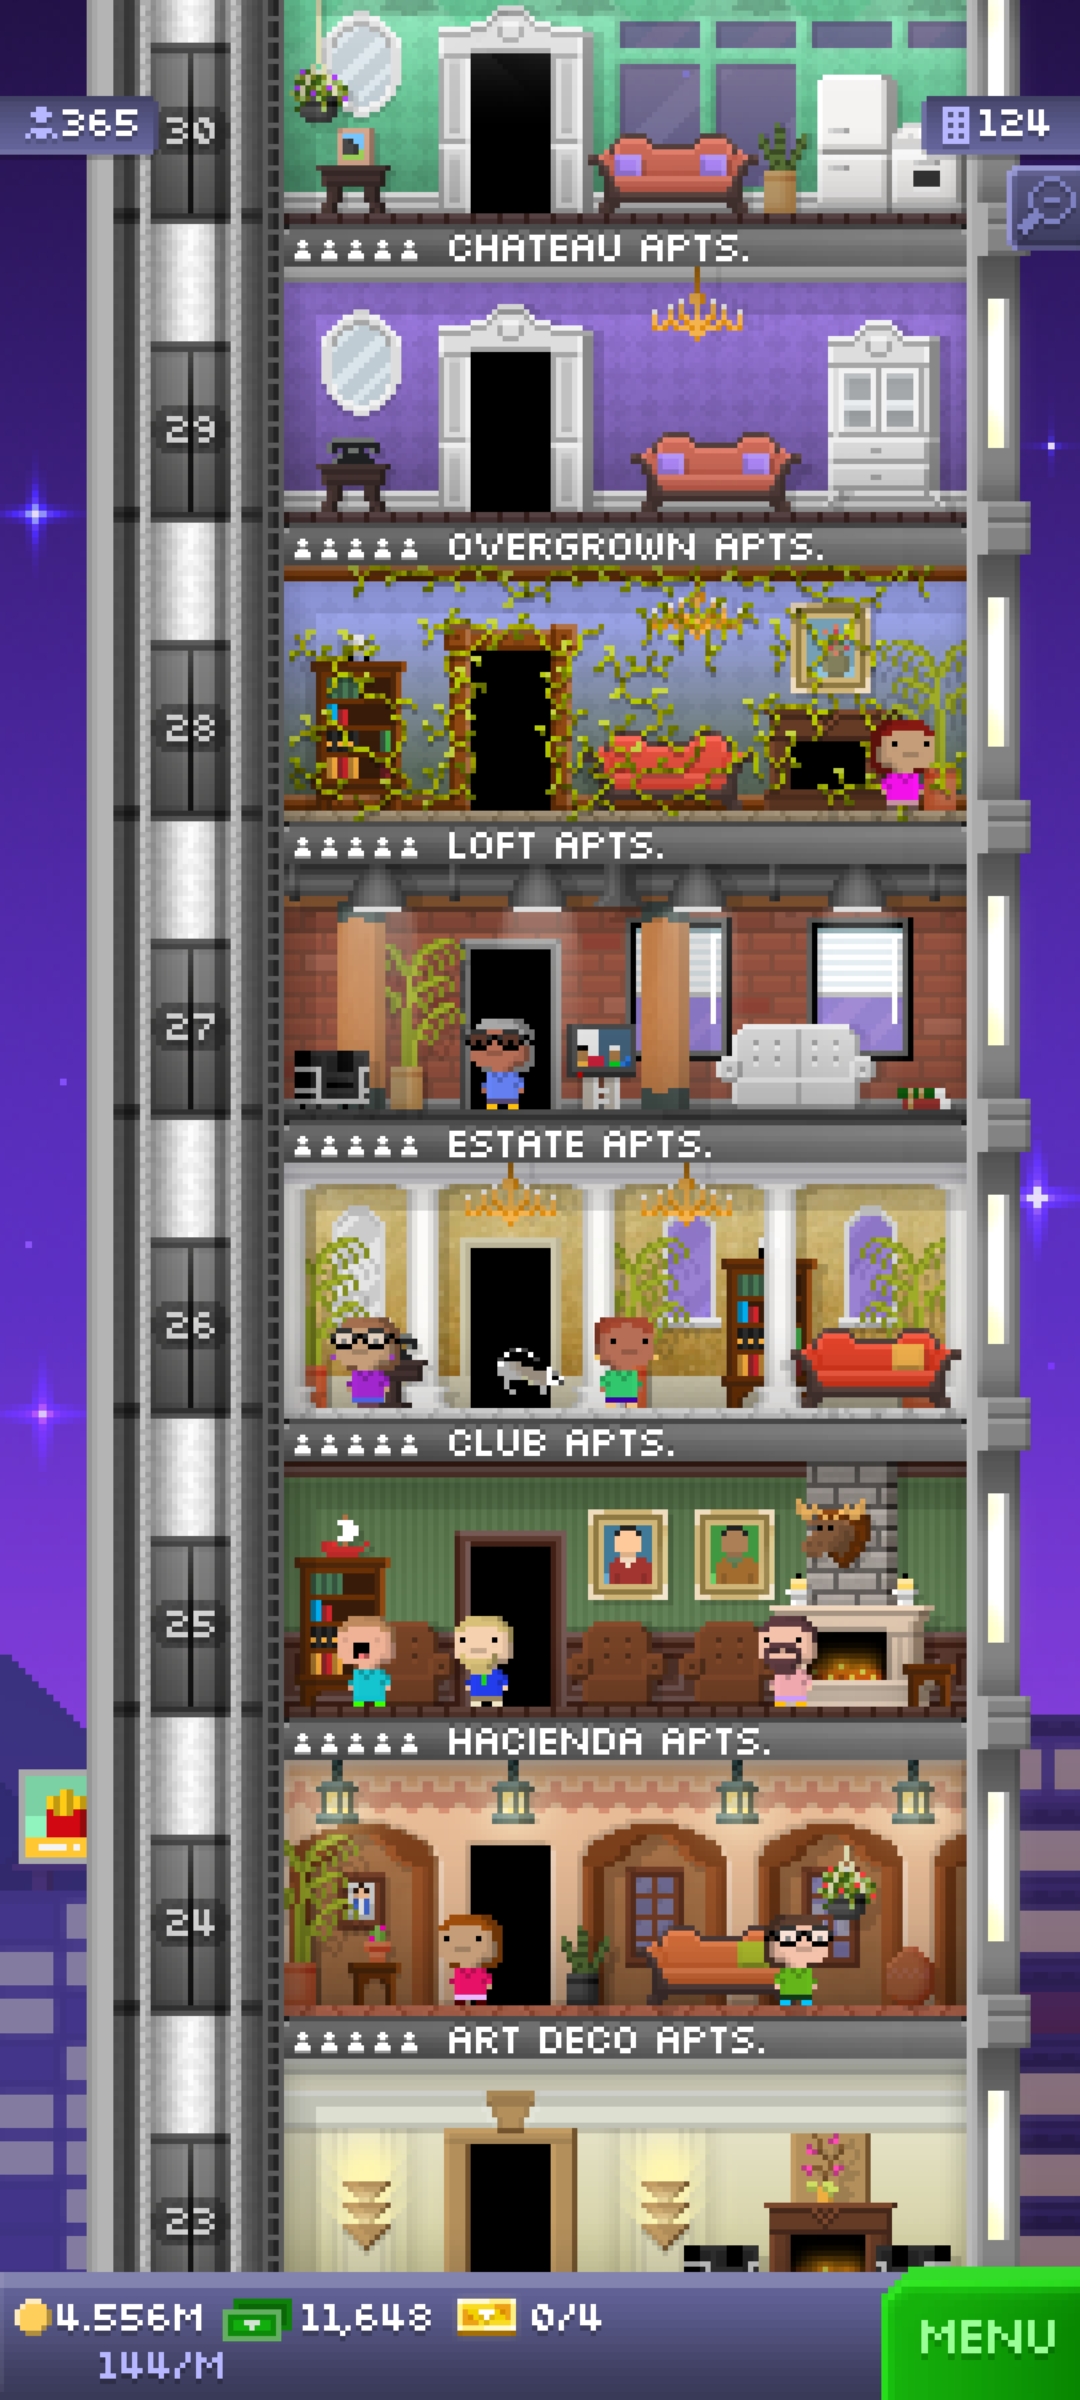 365
30
124
CHATEAU APTS.
29
OVERGROWN APTS.
28
LOFT APTS.
27
ESTATE APTS.
26
CLUB APTS.
25
HACIENDA APTS.
24
ART DECO APTS.
23
4.556M 11,648 0/4
144/M
MENU